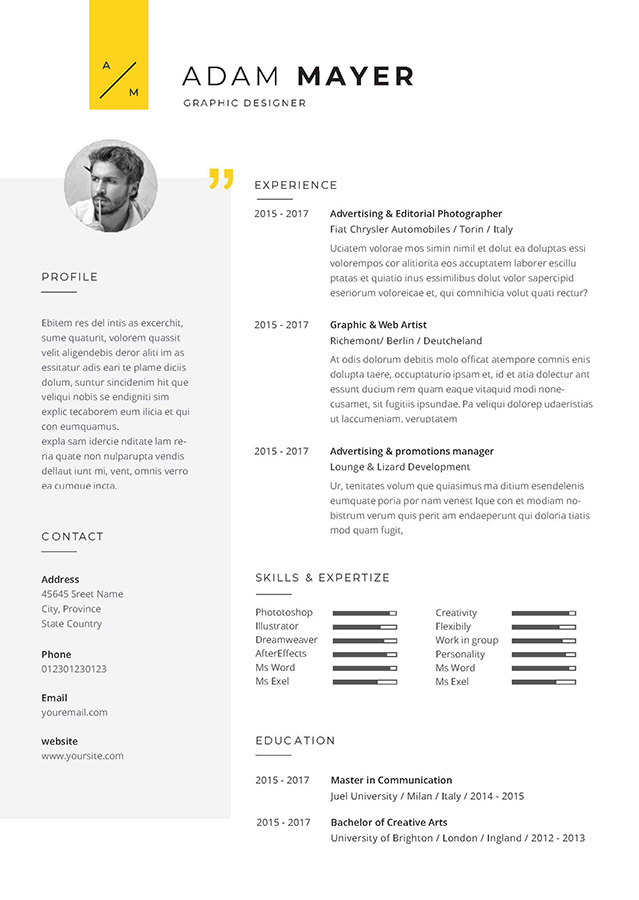 A
M
ADAM MAYER
GRAPHIC DESIGNER
”
PROFILE
Ebitem res del intis as excerchit,
sume quaturit, volorem quassit
velit aligendebis deror aliti im as
essitatur adis eari te plame diciis
dolum, suntur sincidenim hit que
veliqui nobis se endigniti sim
explic tecaborem eum ilicia et qui
con eumquamus.
expla sam idercie nditate lam re-
ria quate non nulparupta vendis
dellaut iunt mi, vent, omnis verro
ea cumque incta.
CONTACT
Address
45645 Sreet Name
City, Province
State Country
Phone
012301230123
Email
youremail.com
website
www.yoursite.com
EXPERIENCE
2015 - 2017 Advertising & Editorial Photographer
Fiat Chrysler Automobiles / Torin / Italy
Uciatem volorae mos simin nimil et dolut ea doluptas essi
volorempos cor alitiorita eos accuptatem laborer escillu
ptatas et quiatio inus essimilibus dolut volor sapercipid
eseriorum voloreicae et, qui comnihicia volut quati rectur?
2015 - 2017 Graphic & Web Artist
Richemont/ Berlin / Deutcheland
At odis dolorum debitis molo officat atempore comnis enis
dolupta taere, occuptaturio ipsam et, id et atia dolectur ant
essunt ducium rem quam eaque vitaquid modi none-
cusamet, sit fugitiis ipsundae. Pa veliqui dolorep udaeristias
ut laccumeniam, veruptatem
2015 - 2017 Advertising & promotions manager
Lounge & Lizard Development
Ur, tenitates volum que quasimus ma ditium esendelenis
eumquate poria por nam venest Ique con et modiam no-
bistrum verum quis perit am endaeperunt qui doloria tiatis
mod quam fugit,
SKILLS & EXPERTIZE
Phototoshop
Illustrator
Dreamweaver
AfterEffects
Ms Word
Ms Exel
Creativity
Flexibily
Work in group
Personality
Ms Word
Ms Exel
EDUCATION
2015 - 2017 Master in Communication
Juel University / Milan / Italy / 2014 - 2015
2015 - 2017 Bachelor of Creative Arts
University of Brighton / London / Ingland / 2012 - 2013